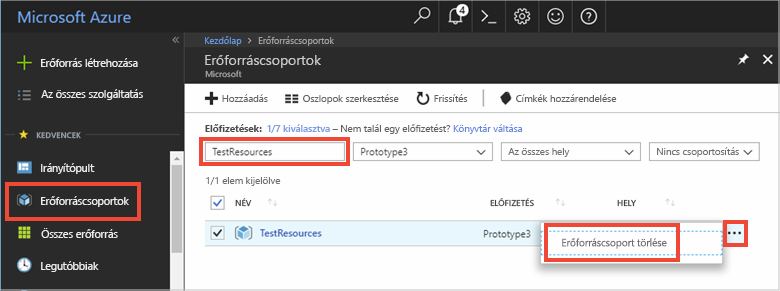 Microsoft Azure
4
Kezdőlap > Erőforráscsoportok
Erőforráscsoportok
Microsoft
Erőforrás létrehozása
Az összes szolgáltatás
KEDVENCEK
Irányítópult
Erőforráscsoportok
Összes erőforrás
Legutóbbiak
Hozzáadás Oszlopok szerkesztése Frissítés Címkék hozzárendelése
Előfizetések: 1/7 kiválasztva – Nem talál egy előfizetést? Könyvtár váltása
TestResources Prototype3 Az összes hely Nincs csoportosítás
1/1 elem kijelölve
NÉV ELŐFIZETÉS HELY
TestResources Prototype3
Erőforráscsoport törlése